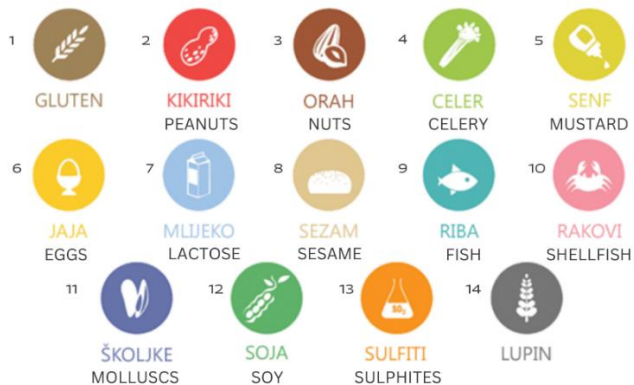 1 2 3 4 5
GLUTEN KIKIRIKI ORAH CELER SENF
PEANUTS NUTS CELERY MUSTARD
6 7 8 9 10
JAJA MLIJEKO SEZAM RIBA RAKOVI
EGGS LACTOSE SESAME FISH SHELLFISH
11 12 13 14
SO₂
ŠKOLJKE SOJA SULFITI LUPIN
MOLLUSCS SOY SULPHITES